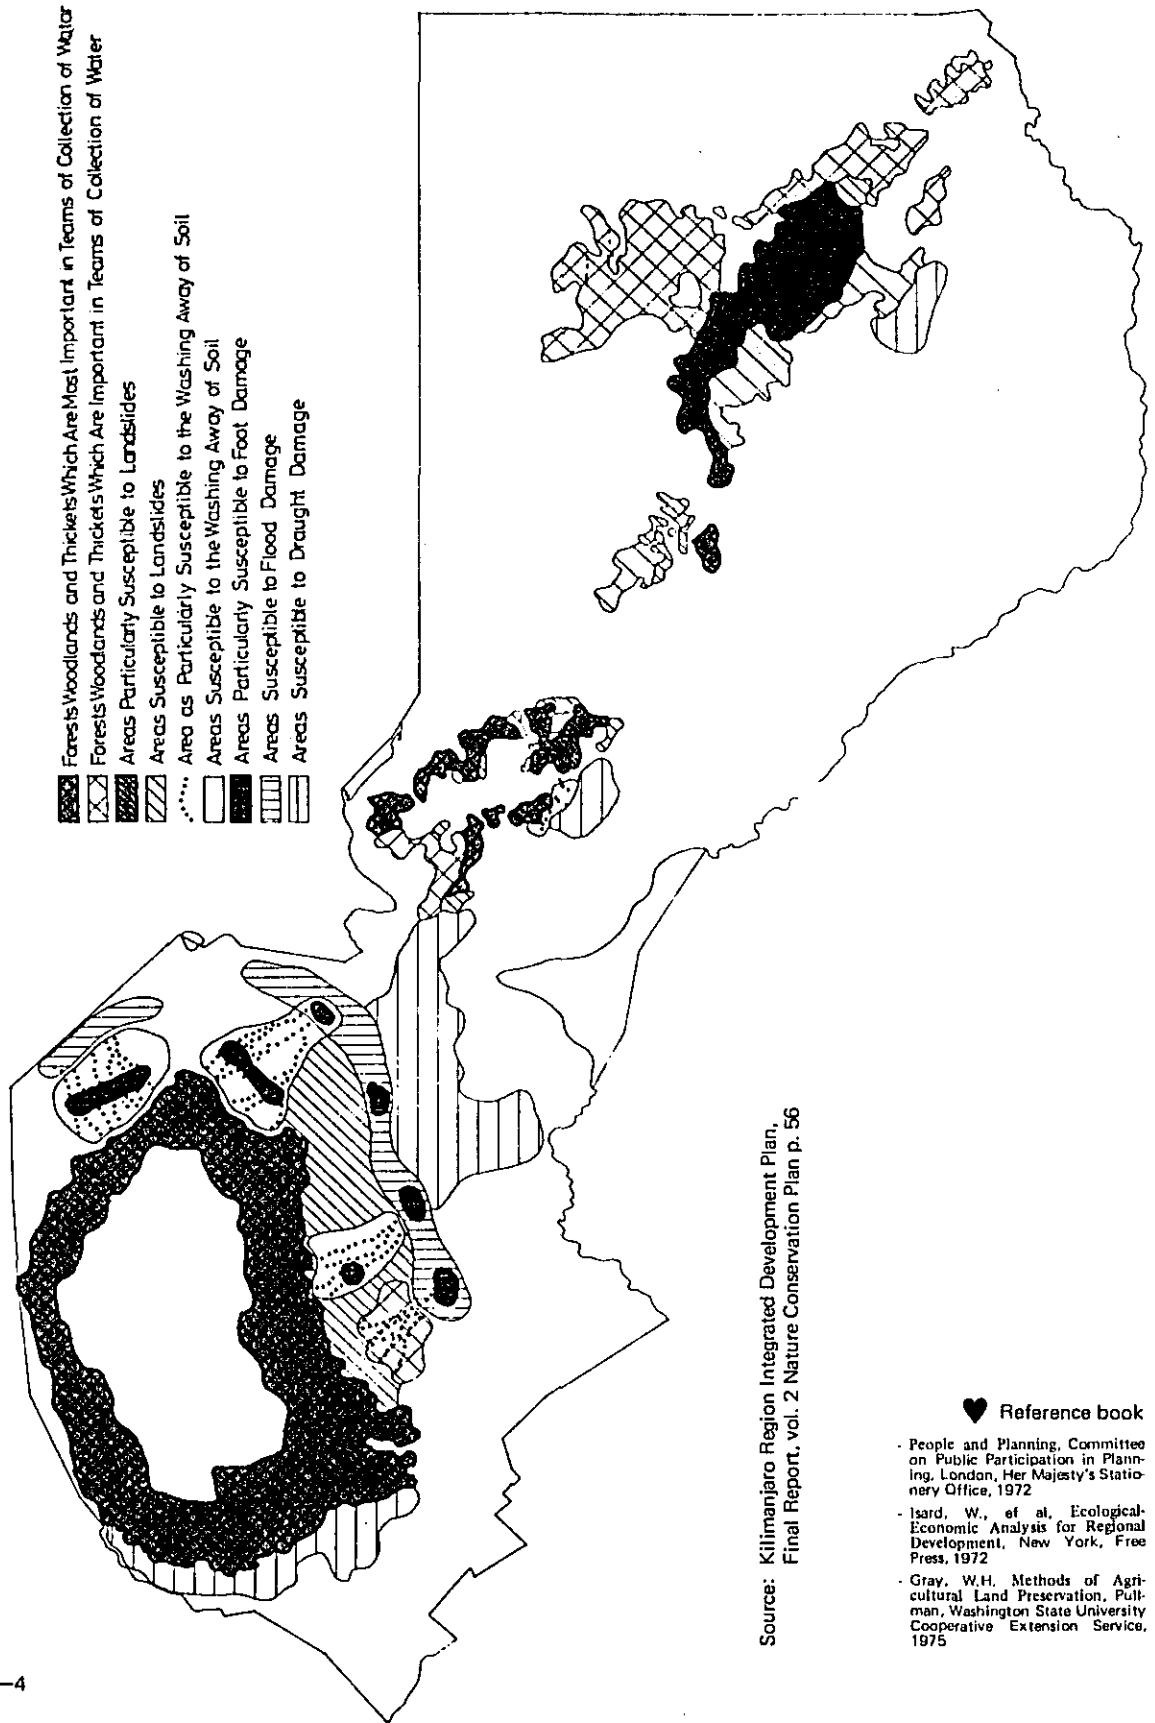 Forests Woodlands and Thickets Which Are Most Important in Teams of Collection of Water
Forests Woodlands and Thickets Which Are Important in Teams of Collection of Water
Areas Particularly Susceptible to Landslides
Areas Susceptible to Landslides
Area as Particularly Susceptible to the Washing Away of Soil
Areas Susceptible to the Washing Away of Soil
Areas Particularly Susceptible to Foot Damage
Areas Susceptible to Flood Damage
Areas Susceptible to Draught Damage
Source: Kilimanjaro Region Integrated Development Plan,
Final Report, vol. 2 Nature Conservation Plan p. 56
Reference book
- People and Planning, Committee
on Public Participation in Plann-
ing, London, Her Majesty's Statio-
nery Office, 1972
- Isard, W., of al, Ecological-
Economic Analysis for Regional
Development, New York, Free
Press, 1972
- Gray, W.H, Methods of Agri-
cultural Land Preservation, Pull-
man, Washington State University
Cooperative Extension Service,
1975
—4